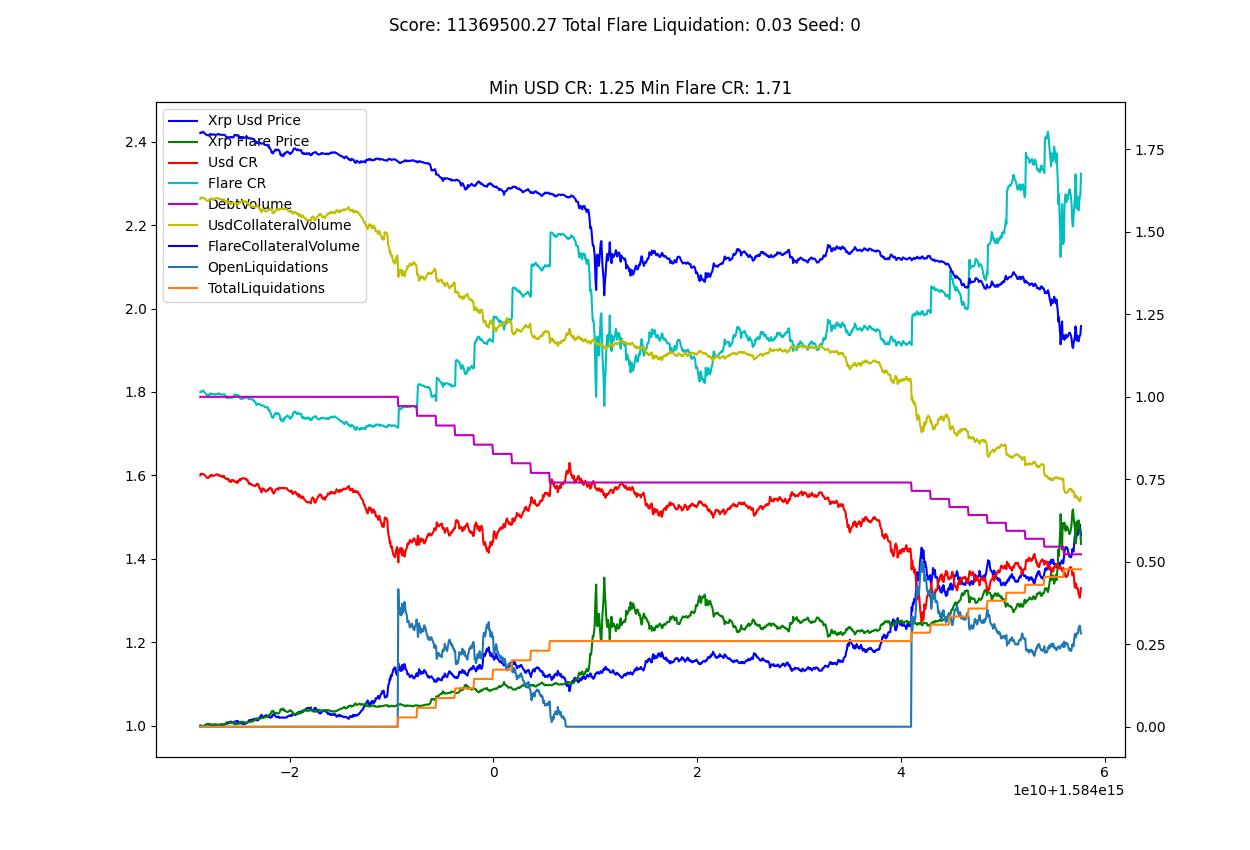 Score: 11369500.27 Total Flare Liquidation: 0.03 Seed: 0
Min USD CR: 1.25 Min Flare CR: 1.71
Xrp Usd Price
Xrp Flare Price
Usd CR
Flare CR
DebtVolume
UsdCollateralVolume
FlareCollateralVolume
OpenLiquidations
TotalLiquidations
2.4
2.2
2.0
1.8
1.6
1.4
1.2
1.0
1.75
1.50
1.25
1.00
0.75
0.50
0.25
0.00
−2
0
2
4
6
1e10+1.584e15